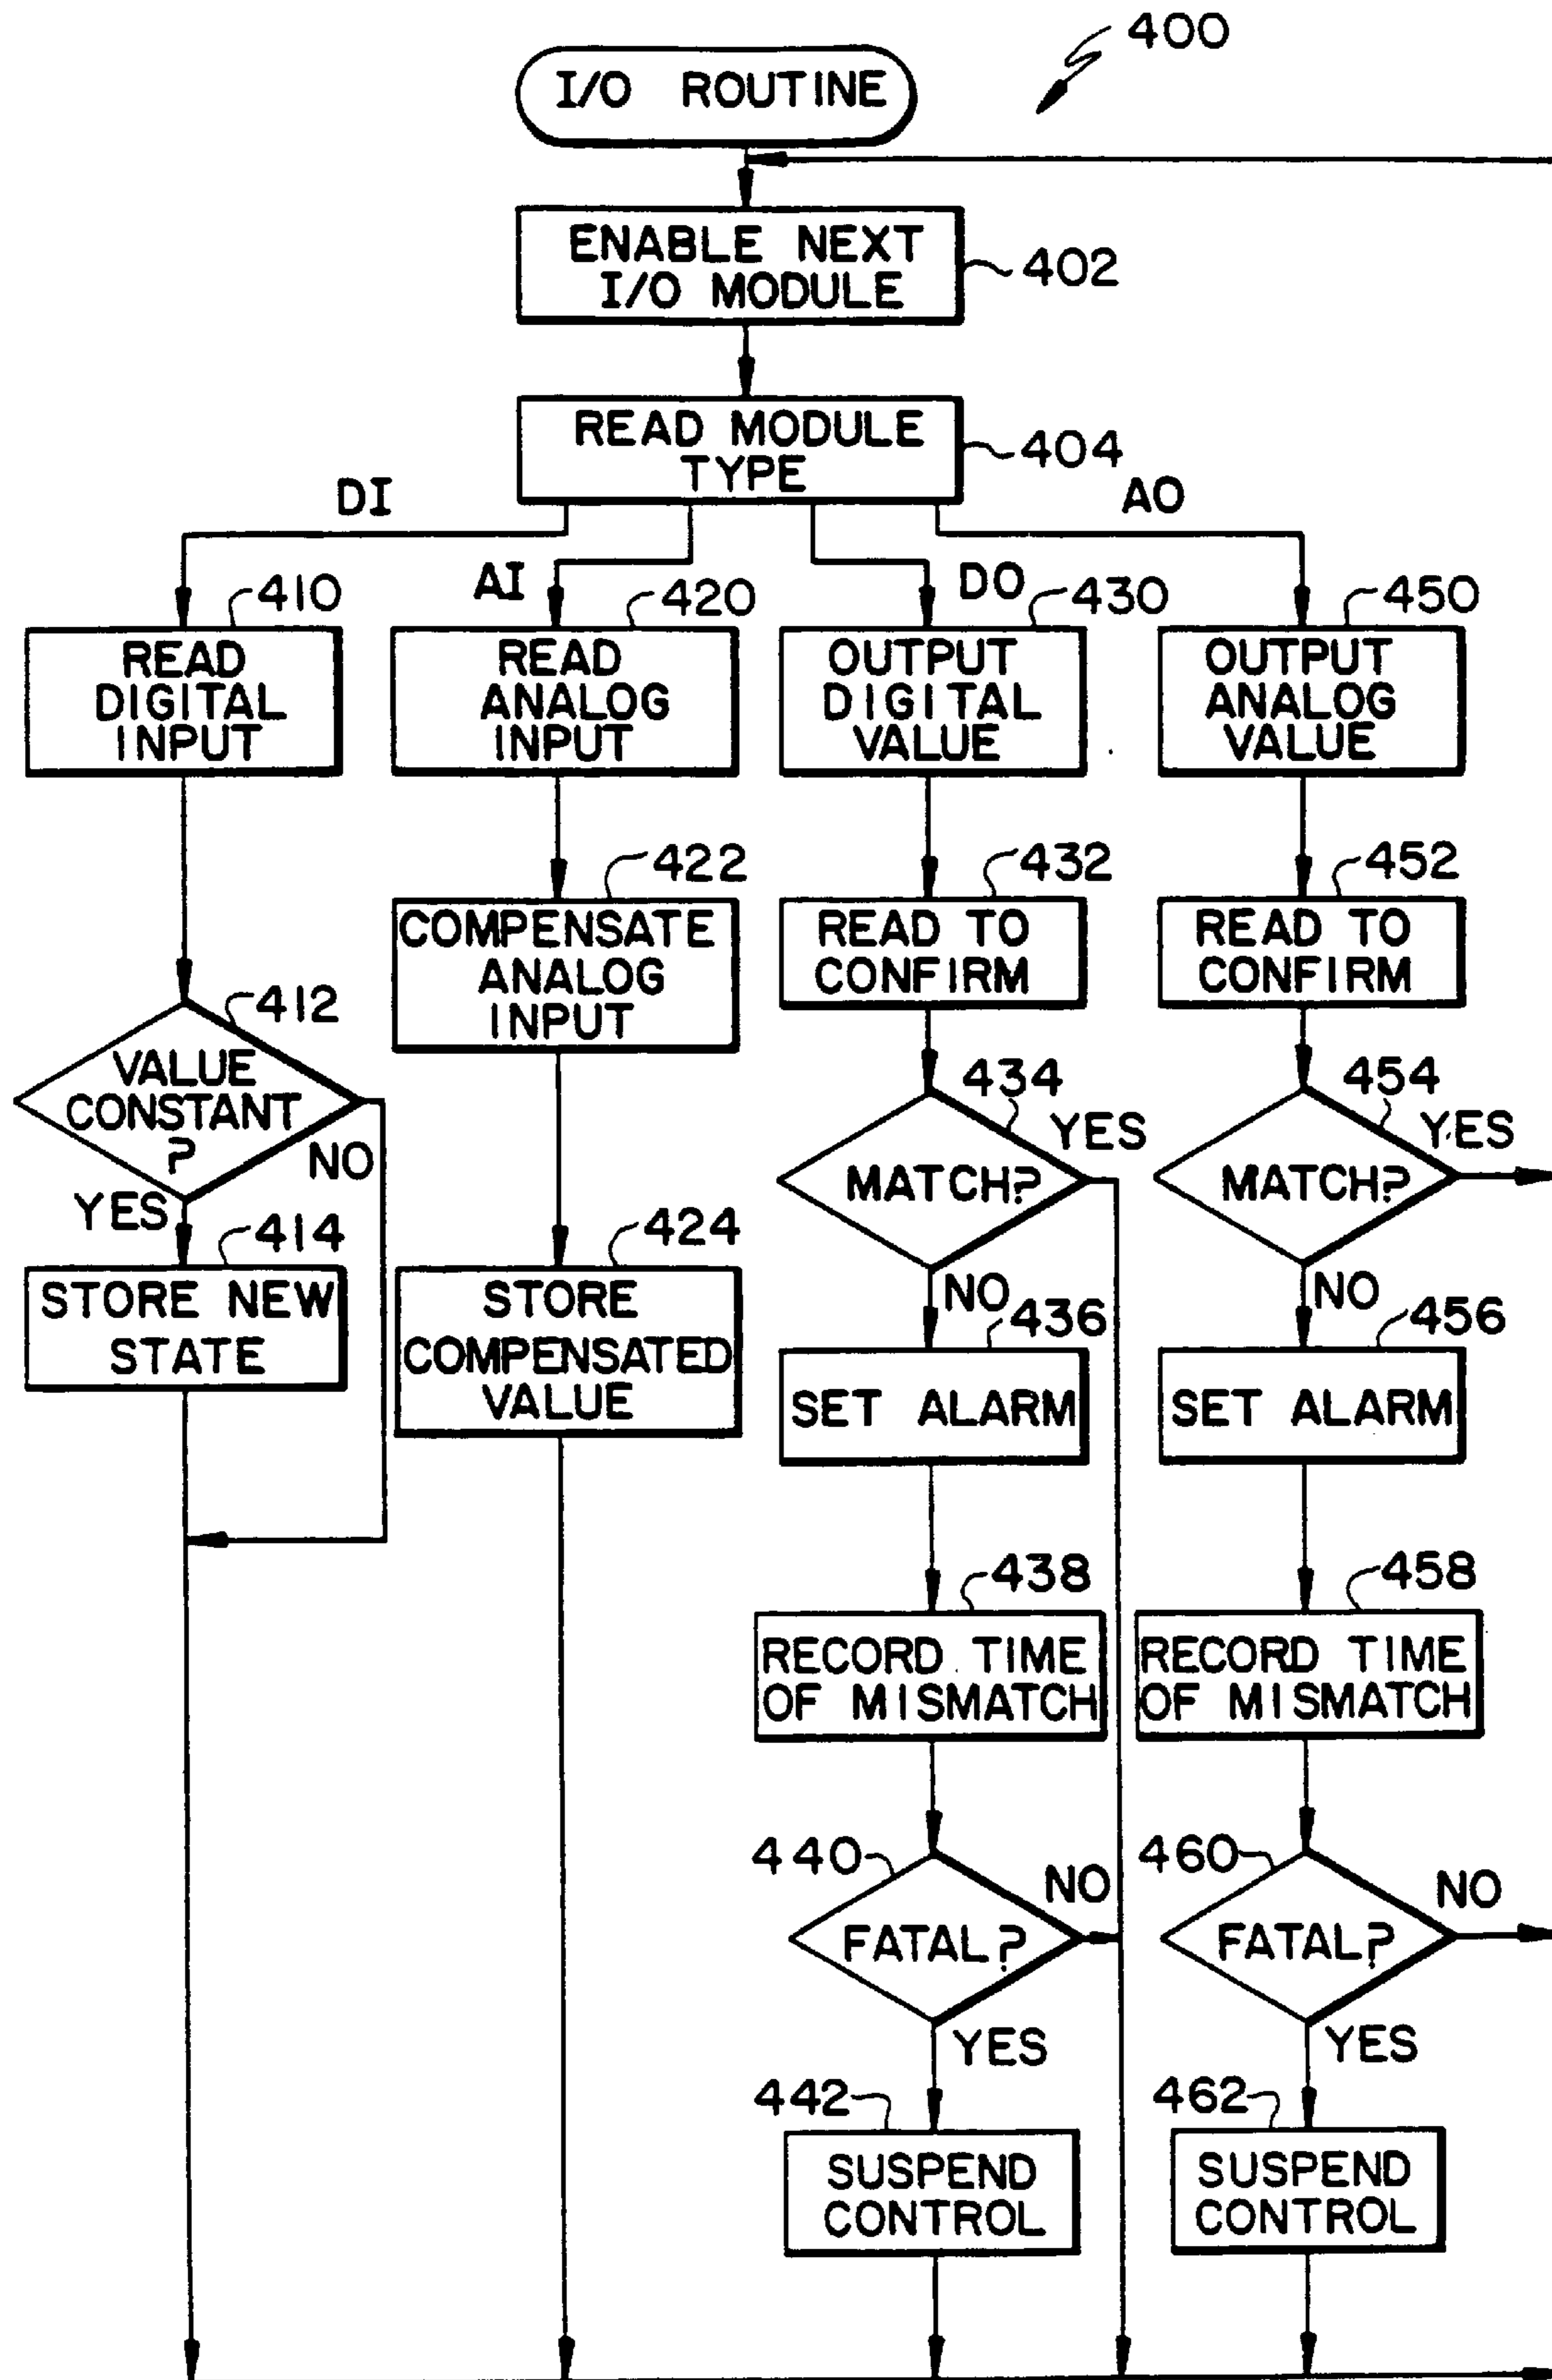 400
I/O ROUTINE
ENABLE NEXT
I/O MODULE
402
READ MODULE
TYPE
404
DI
AI
DO
AO
410
READ
DIGITAL
INPUT
420
READ
ANALOG
INPUT
430
OUTPUT
DIGITAL
VALUE
450
OUTPUT
ANALOG
VALUE
422
COMPENSATE
ANALOG
INPUT
432
READ TO
CONFIRM
452
READ TO
CONFIRM
412
VALUE
CONSTANT
?
NO
YES
434
MATCH?
YES
NO
454
MATCH?
YES
NO
414
STORE NEW
STATE
424
STORE
COMPENSATED
VALUE
436
SET ALARM
456
SET ALARM
438
RECORD TIME
OF MISMATCH
458
RECORD TIME
OF MISMATCH
440
FATAL?
NO
YES
460
FATAL?
NO
YES
442
SUSPEND
CONTROL
462
SUSPEND
CONTROL